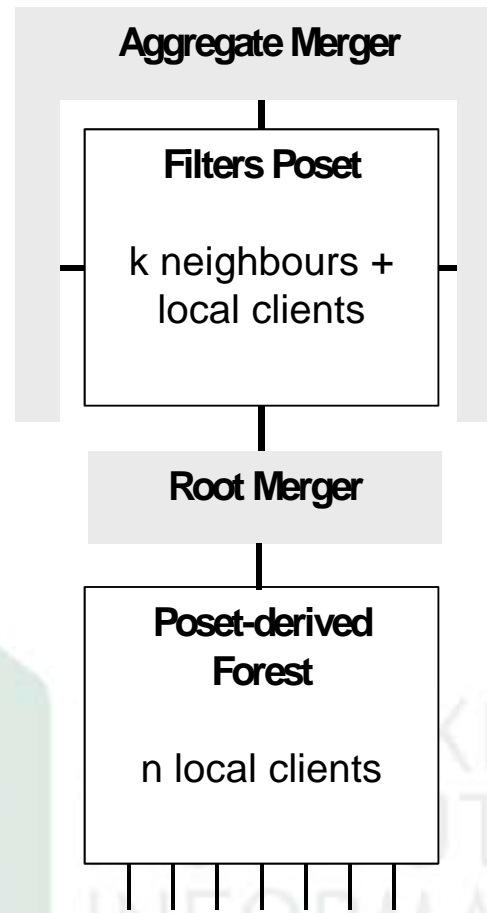 Aggregate Merger
Filters Poset
k neighbours +
local clients
Root Merger
Poset-derived
Forest
n local clients